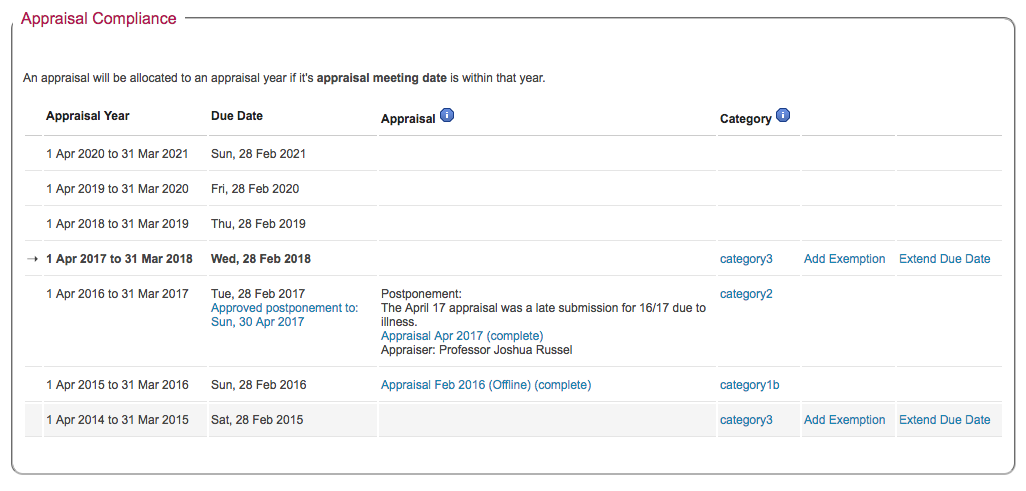 Appraisal Compliance
An appraisal will be allocated to an appraisal year if it's appraisal meeting date is within that year.
Appraisal Year Due Date Appraisal i Category i
1 Apr 2020 to 31 Mar 2021 Sun, 28 Feb 2021
1 Apr 2019 to 31 Mar 2020 Fri, 28 Feb 2020
1 Apr 2018 to 31 Mar 2019 Thu, 28 Feb 2019
→ 1 Apr 2017 to 31 Mar 2018 Wed, 28 Feb 2018 category3 Add Exemption Extend Due Date
1 Apr 2016 to 31 Mar 2017 Tue, 28 Feb 2017 Postponement: category2
Approved postponement to: The April 17 appraisal was a late submission for 16/17 due to
Sun, 30 Apr 2017 illness.
Appraisal Apr 2017 (complete)
Appraiser: Professor Joshua Russel
1 Apr 2015 to 31 Mar 2016 Sun, 28 Feb 2016 Appraisal Feb 2016 (Offline) (complete) category1b
1 Apr 2014 to 31 Mar 2015 Sat, 28 Feb 2015 category3 Add Exemption Extend Due Date